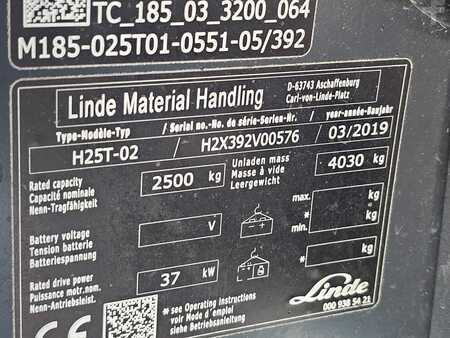 TC_185_03_3200_064
M185-025T01-0551-05/392
Linde Material Handling
D-63743 Aschaffenburg
Carl-von-Linde-Platz
Type-Modèle-Typ / Serial no.-No. de série-Serien-Nr. / year-année-Baujahr
H25T-02 H2X392V00576 03/2019
Rated capacity
Capacité nominale
Nenn-Tragfähigkeit
2500 kg
Unladen mass
Masse à vide
Leergewicht
4030 kg
Battery voltage
Tension batterie
Batteriespannung
V
max. kg
* min. kg
* kg
Rated drive power
Puissance motr.nom.
Nenn-Antriebsleist.
37 kW
* see Operating instructions
voir Mode d'emploi
siehe Betriebsanleitung
Linde
000 938 54 21
CE